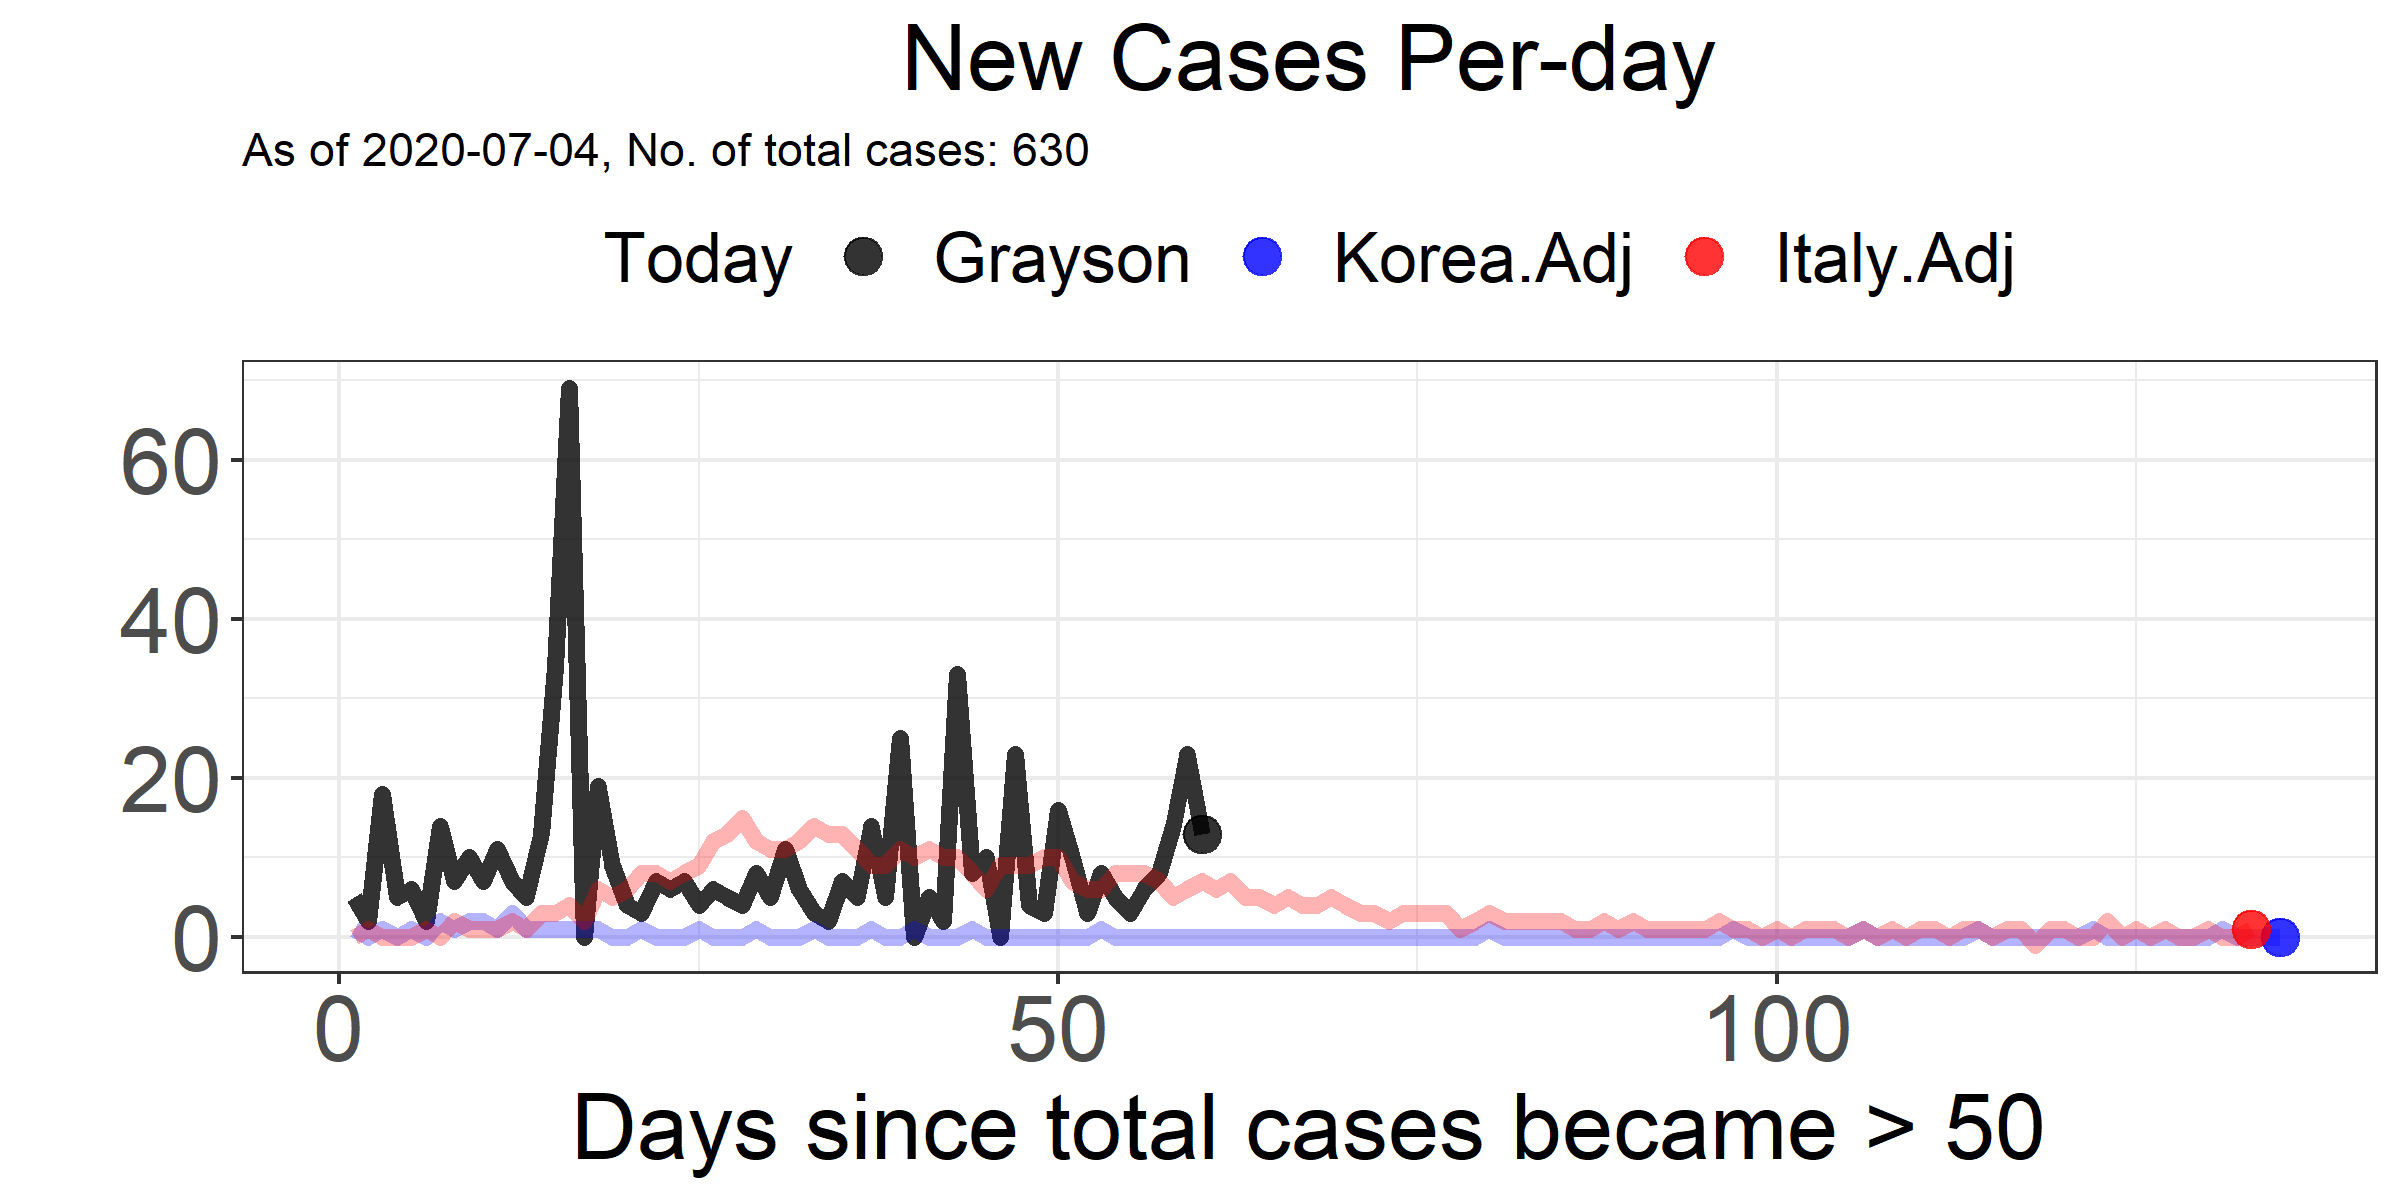 New Cases Per-day
As of 2020-07-04, No. of total cases: 630
Today Grayson Korea.Adj Italy.Adj
60
40
20
0
0 50 100
Days since total cases became > 50